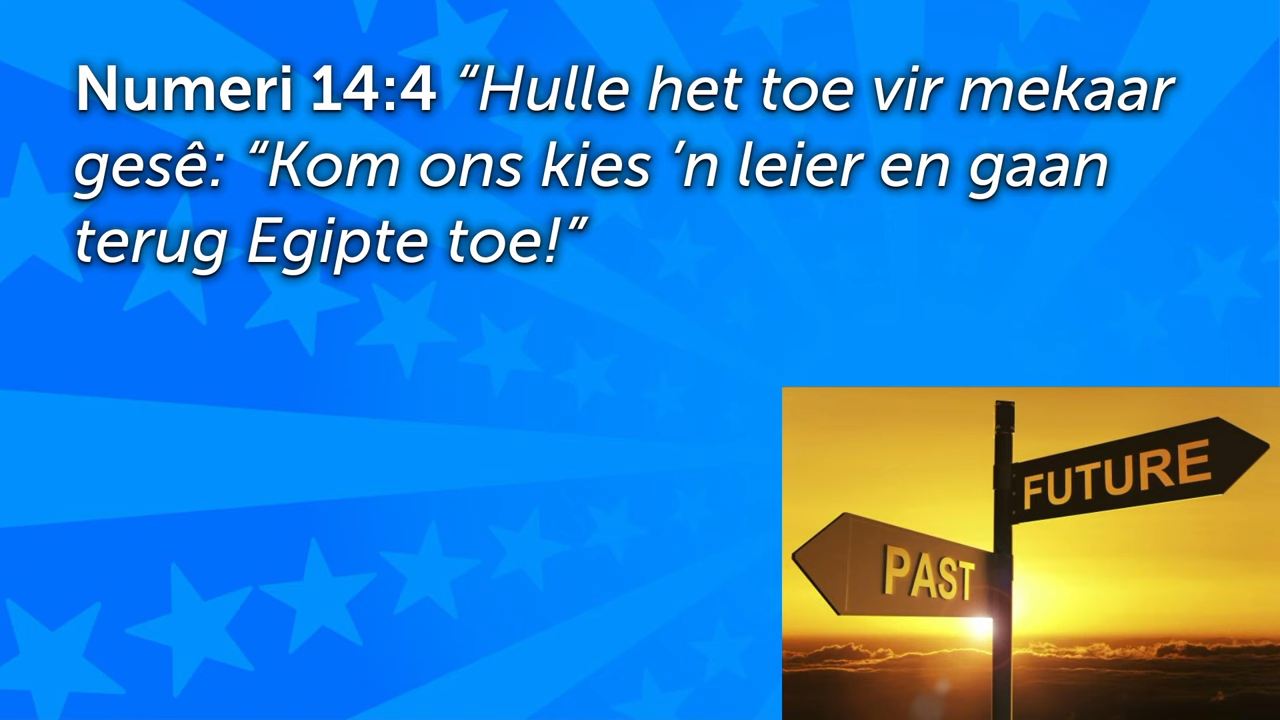 Numeri 14:4 “Hulle het toe vir mekaar
gesê: “Kom ons kies ’n leier en gaan
terug Egipte toe!”
FUTURE
PAST